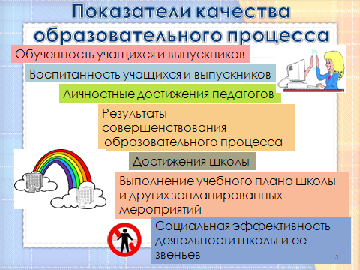 Показатели качества
образовательного процесса
Обученность учащихся и выпускников
Воспитанность учащихся и выпускников
Личностные достижения педагогов
Результаты
совершенствования
образовательного процесса
Достижения школы
Выполнение учебного плана школы
и других запланированных
мероприятий
Социальная эффективность
деятельности школы и ее
звеньев